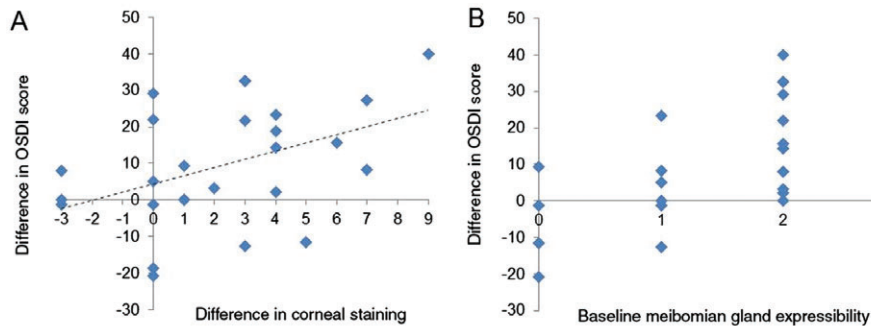 A
Difference in OSDI score
50
40
30
20
10
0
-10
-20
-30
-3 -2 -1 0 1 2 3 4 5 6 7 8 9
Difference in corneal staining
B
Difference in OSDI score
50
40
30
20
10
0
-10
-20
-30
0 1 2
Baseline meibomian gland expressibility